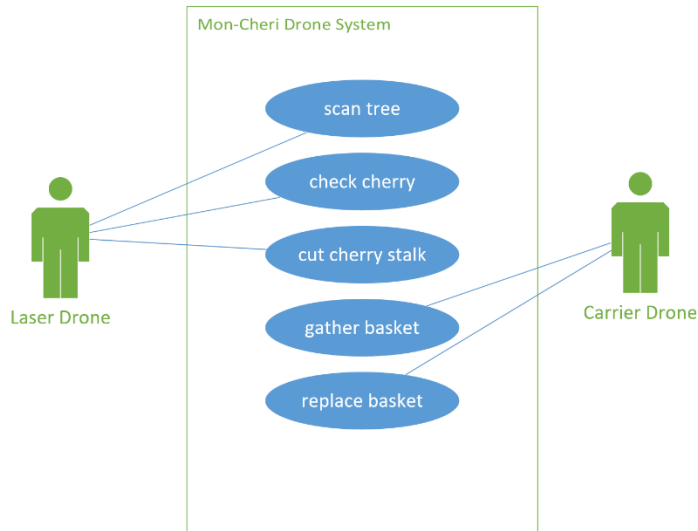 Mon-Cheri Drone System
scan tree
check cherry
cut cherry stalk
gather basket
replace basket
Laser Drone
Carrier Drone